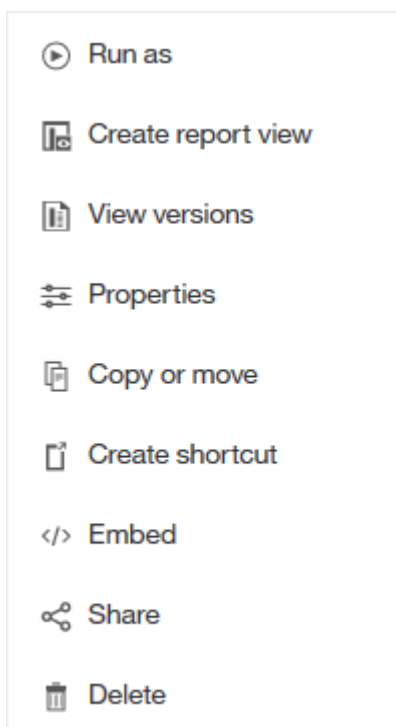 Run as
Create report view
View versions
Properties
Copy or move
Create shortcut
Embed
Share
Delete